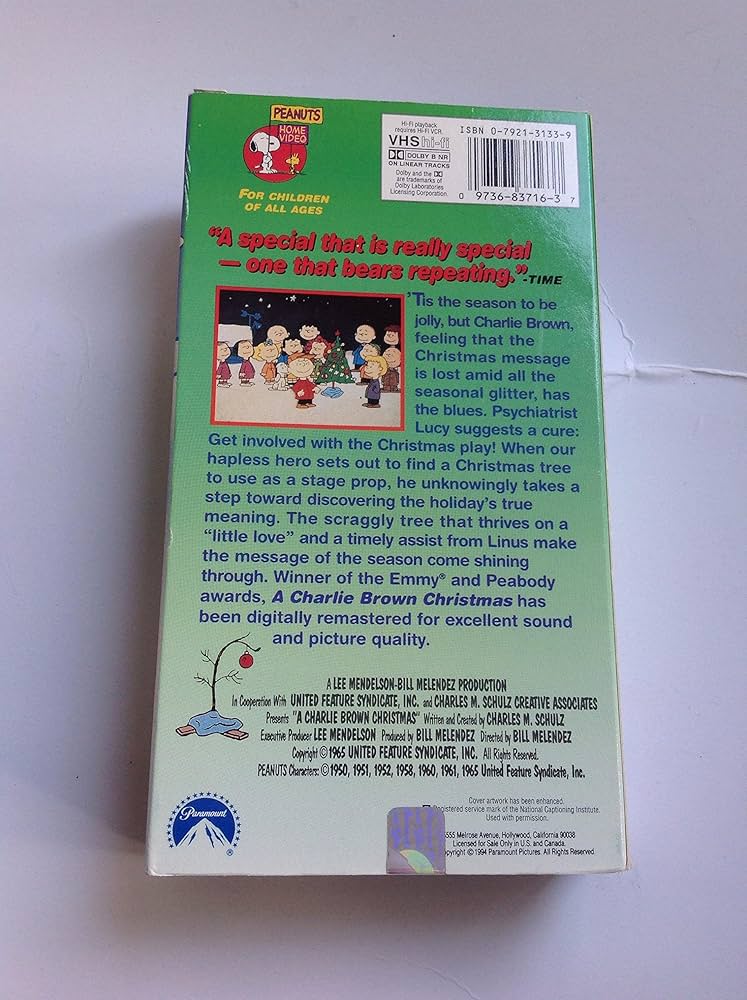 PEANUTS
HOME
VIDEO
FOR CHILDREN
OF ALL AGES
Hi-Fi playback
requires Hi-Fi VCR.
VHS hi-fi
DOLBY B NR
ON LINEAR TRACKS
Dolby and the
are trademarks of
Dolby Laboratories
Licensing Corporation.
ISBN 0-7921-3133-9
0 9736-83716-3 7
"A special that is really special
— one that bears repeating." -TIME
'Tis the season to be
jolly, but Charlie Brown,
feeling that the
Christmas message
is lost amid all the
seasonal glitter, has
the blues. Psychiatrist
Lucy suggests a cure:
Get involved with the Christmas play! When our
hapless hero sets out to find a Christmas tree
to use as a stage prop, he unknowingly takes a
step toward discovering the holiday's true
meaning. The scraggly tree that thrives on a
"little love" and a timely assist from Linus make
the message of the season come shining
through. Winner of the Emmy® and Peabody
awards, A Charlie Brown Christmas has
been digitally remastered for excellent sound
and picture quality.
A LEE MENDELSON-BILL MELENDEZ PRODUCTION
In Cooperation With UNITED FEATURE SYNDICATE, INC. and CHARLES M. SCHULZ CREATIVE ASSOCIATES
Presents "A CHARLIE BROWN CHRISTMAS" Written and Created by CHARLES M. SCHULZ
Executive Producer LEE MENDELSON Produced by BILL MELENDEZ Directed by BILL MELENDEZ
Copyright © 1965 UNITED FEATURE SYNDICATE, INC. All Rights Reserved.
PEANUTS Characters: © 1950, 1951, 1952, 1958, 1960, 1961, 1965 United Feature Syndicate, Inc.
Paramount
®
Cover artwork has been enhanced.
Registered service mark of the National Captioning Institute.
Used with permission.
5555 Melrose Avenue, Hollywood, California 90038
Licensed for Sale Only in U.S. and Canada.
Copyright © 1994 Paramount Pictures. All Rights Reserved.